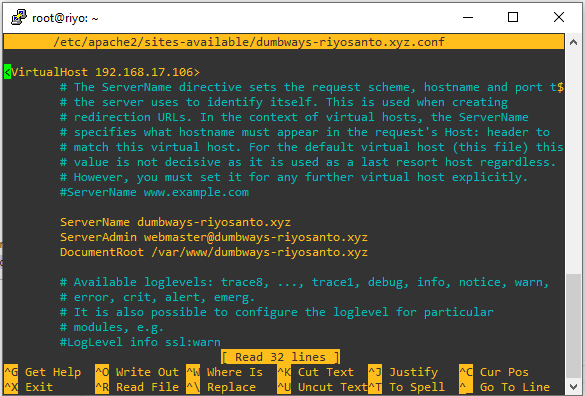 root@riyo: ~
/etc/apache2/sites-available/dumbways-riyosanto.xyz.conf
<VirtualHost 192.168.17.106>
# The ServerName directive sets the request scheme, hostname and port t$
# the server uses to identify itself. This is used when creating
# redirection URLs. In the context of virtual hosts, the ServerName
# specifies what hostname must appear in the request's Host: header to
# match this virtual host. For the default virtual host (this file) this
# value is not decisive as it is used as a last resort host regardless.
# However, you must set it for any further virtual host explicitly.
#ServerName www.example.com
ServerName dumbways-riyosanto.xyz
ServerAdmin webmaster@dumbways-riyosanto.xyz
DocumentRoot /var/www/dumbways-riyosanto.xyz
# Available loglevels: trace8, ..., trace1, debug, info, notice, warn,
# error, crit, alert, emerg.
# It is also possible to configure the loglevel for particular
# modules, e.g.
#LogLevel info ssl:warn
[ Read 32 lines ]
^G Get Help ^O Write Out ^W Where Is ^K Cut Text ^J Justify ^C Cur Pos
^X Exit ^R Read File ^\ Replace ^U Uncut Text^T To Spell ^_ Go To Line